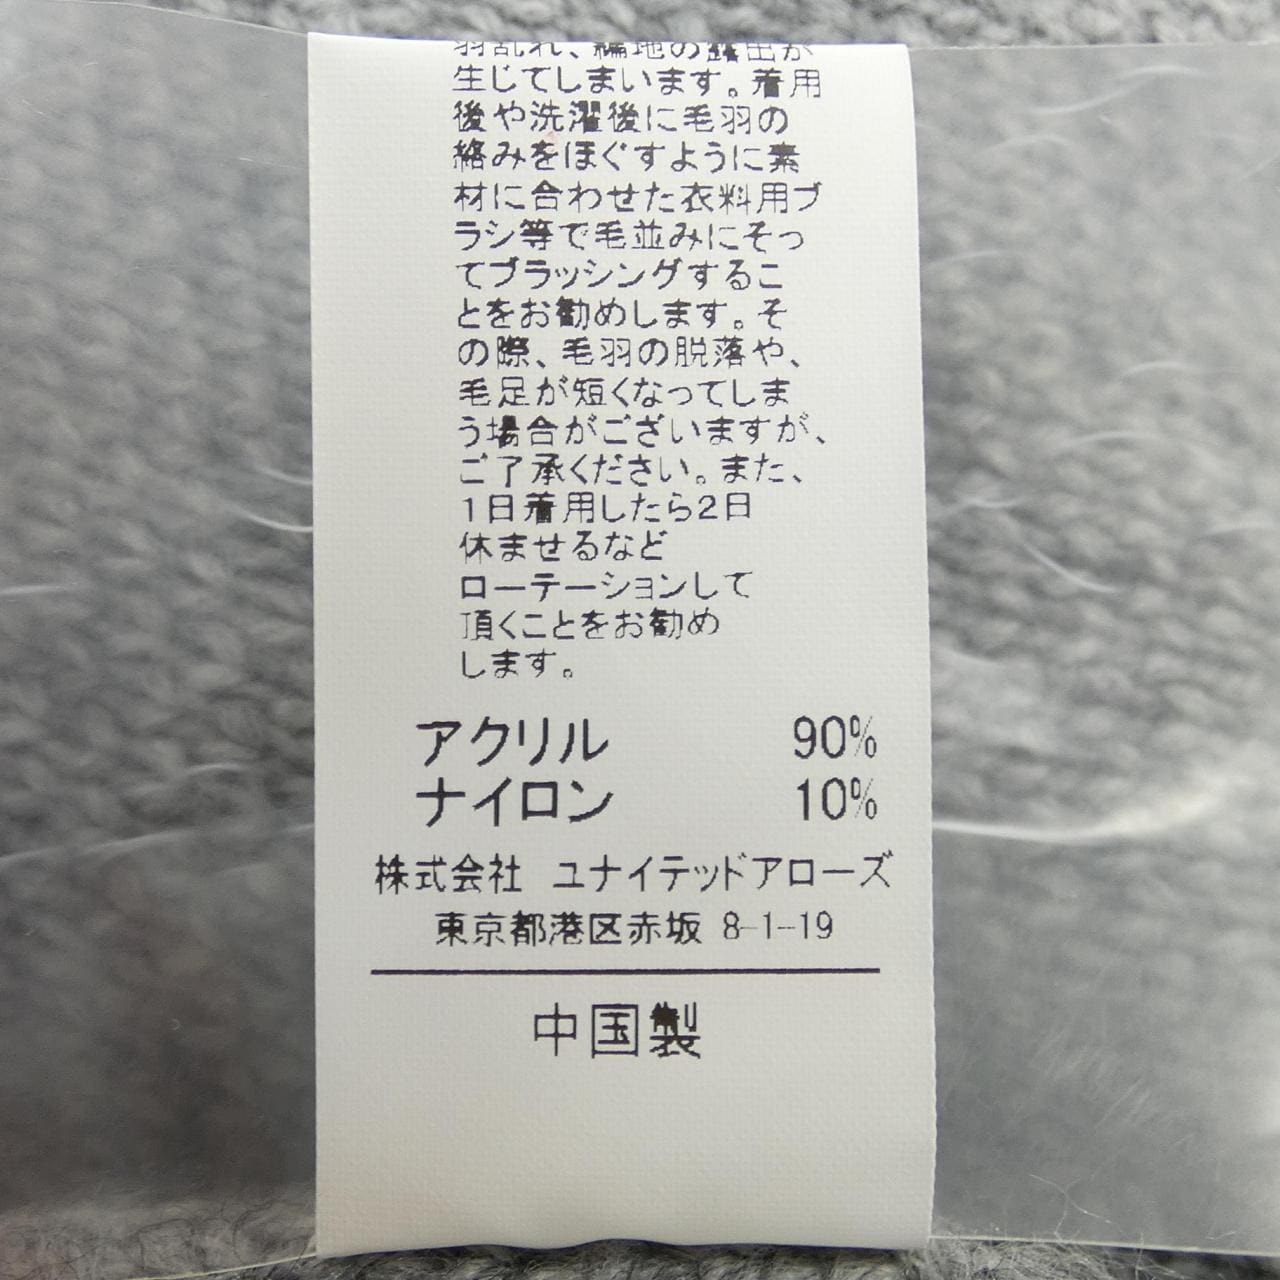 羽乱れ、編地の露出が
生じてしまいます。着用
後や洗濯後に毛羽の
絡みをほぐすように素
材に合わせた衣料用ブ
ラシ等で毛並みにそっ
てブラッシングするこ
とをお勧めします。そ
の際、毛羽の脱落や、
毛足が短くなってしま
う場合がございますが、
ご了承ください。また、
1日着用したら2日
休ませるなど
ローテーションして
頂くことをお勧め
します。
アクリル 90%
ナイロン 10%
株式会社 ユナイテッドアローズ
東京都港区赤坂 8-1-19
中国製